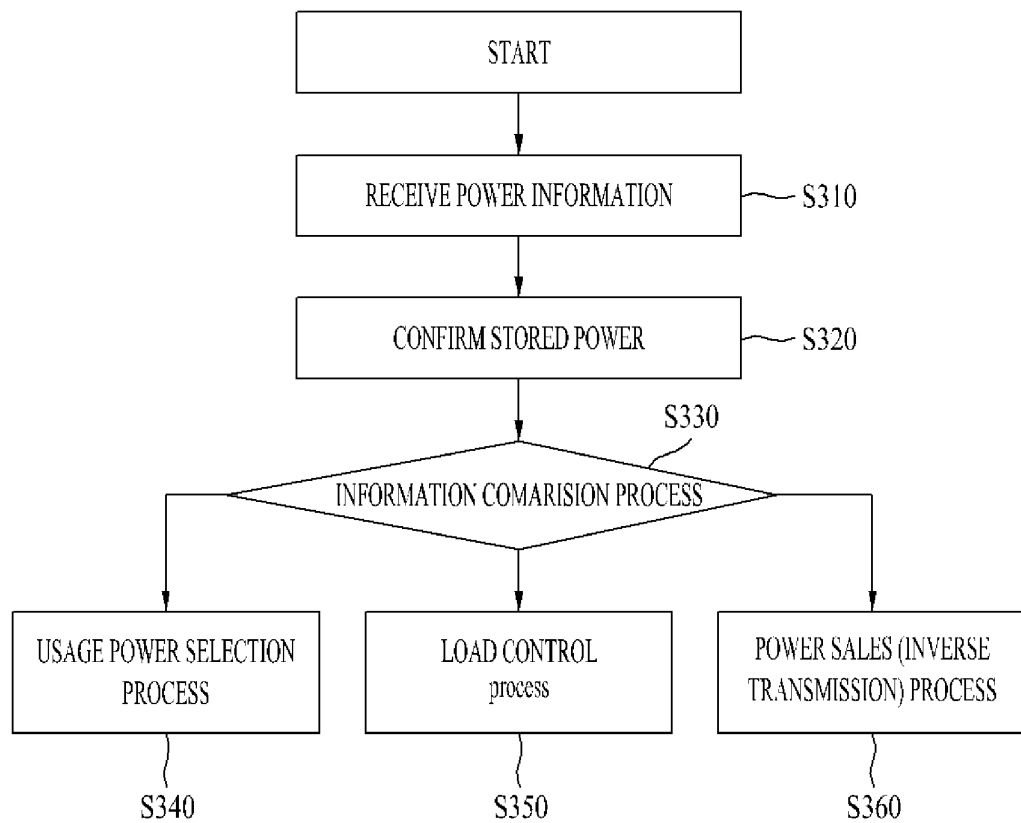 START
RECEIVE POWER INFORMATION
S310
CONFIRM STORED POWER
S320
S330
INFORMATION COMARISION PROCESS
USAGE POWER SELECTION
PROCESS
LOAD CONTROL
process
POWER SALES (INVERSE
TRANSMISSION) PROCESS
S340
S350
S360